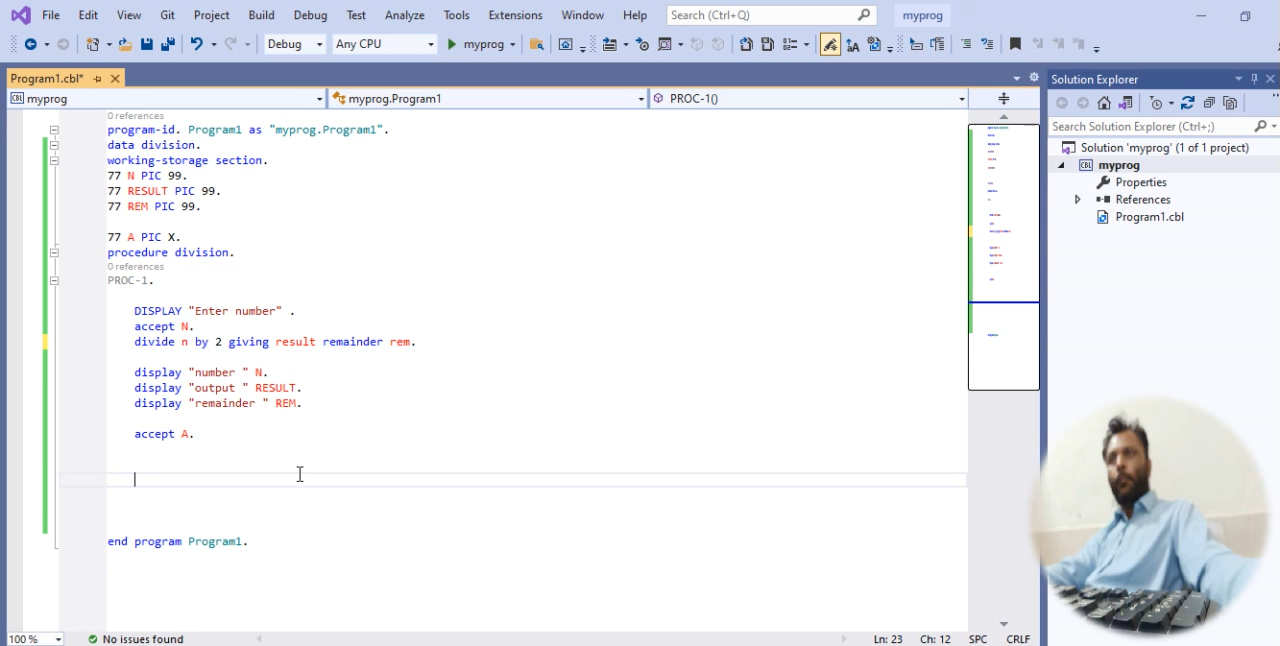 File Edit View Git Project Build Debug Test Analyze Tools Extensions Window Help Search (Ctrl+Q) myprog
Debug Any CPU myprog
Program1.cbl*
Solution Explorer
myprog myprog.Program1 PROC-1()
Search Solution Explorer (Ctrl+;)
Solution 'myprog' (1 of 1 project)
myprog
Properties
References
Program1.cbl
0 references
program-id. Program1 as "myprog.Program1".
data division.
working-storage section.
77 N PIC 99.
77 RESULT PIC 99.
77 REM PIC 99.
77 A PIC X.
procedure division.
0 references
PROC-1.
DISPLAY "Enter number" .
accept N.
divide n by 2 giving result remainder rem.
display "number " N.
display "output " RESULT.
display "remainder " REM.
accept A.
end program Program1.
100 % No issues found Ln: 23 Ch: 12 SPC CRLF